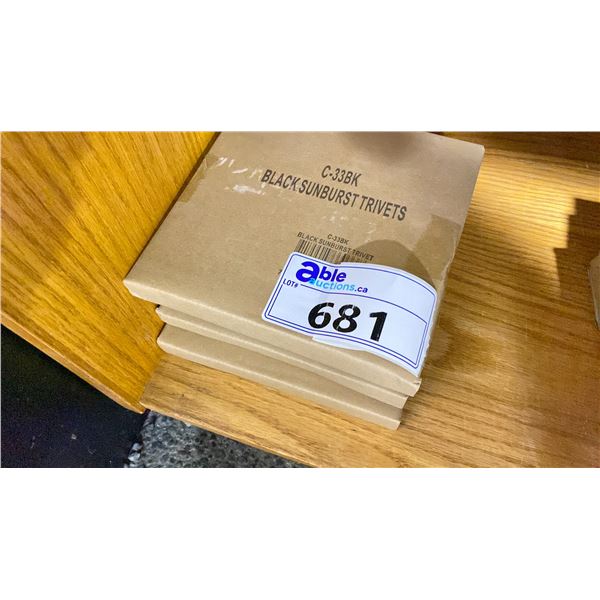 C-33BK
BLACK SUNBURST TRIVETS
C-33BK
BLACK SUNBURST TRIVET
able
auctions.ca
LOT#
681